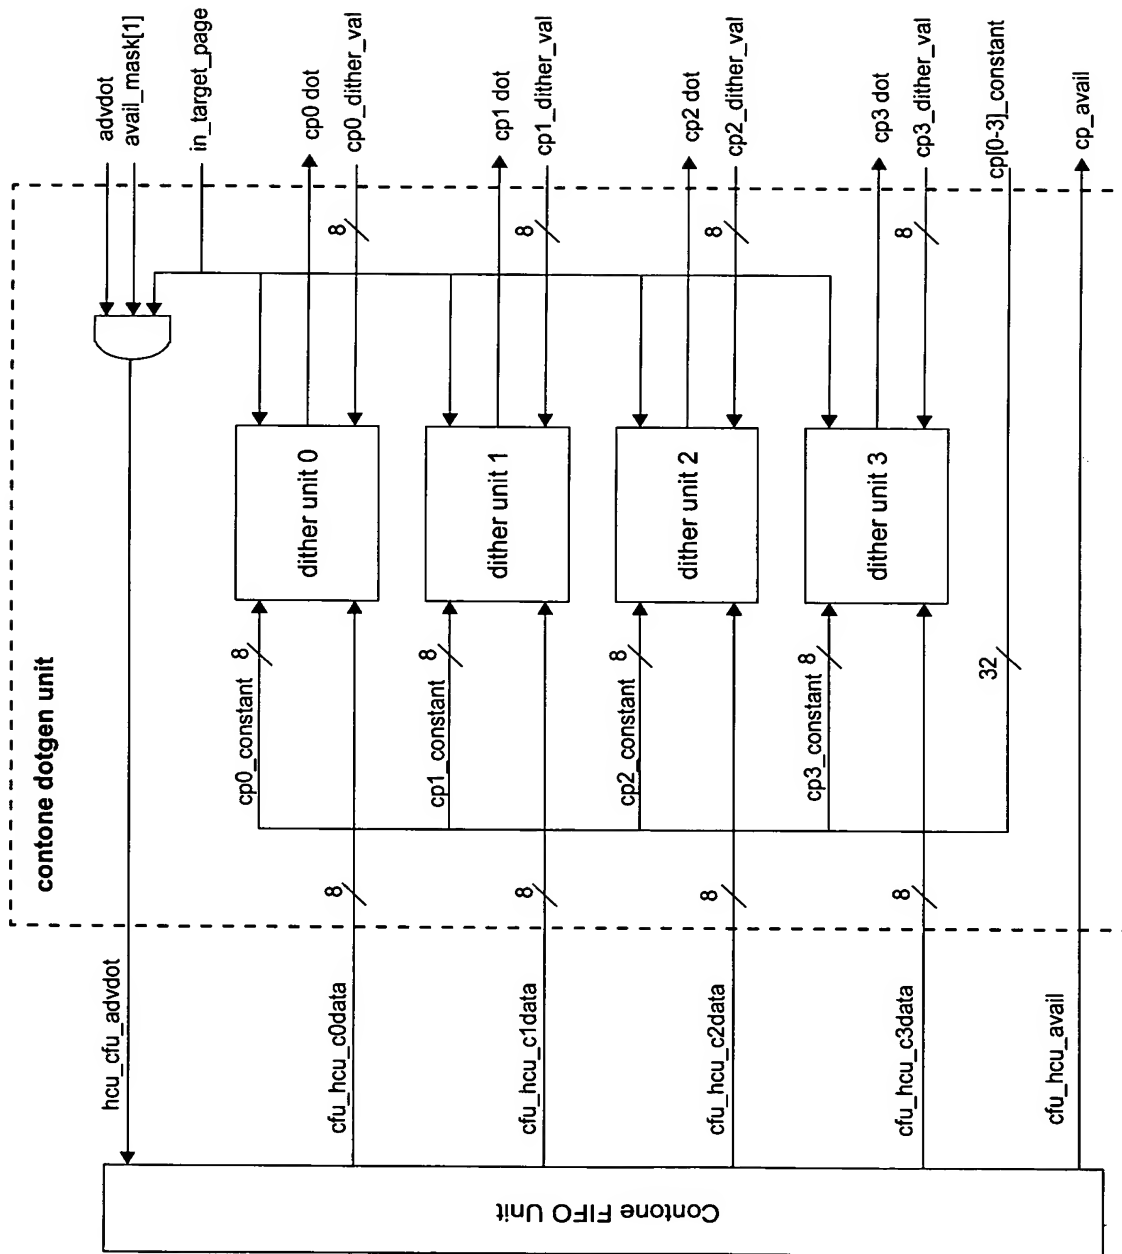 advdot
avail_mask[1]
in_target_page
cp0 dot
cp0_dither_val
cp1 dot
cp1_dither_val
cp2 dot
cp2_dither_val
cp3 dot
cp3_dither_val
cp[0-3]_constant
cp_avail
8
8
8
8
dither unit 0
dither unit 1
dither unit 2
dither unit 3
contone dotgen unit
cp0_constant
8
cp1_constant
8
cp2_constant
8
cp3_constant
8
32
8
8
8
8
hcu_cfu_advdot
cfu_hcu_c0data
cfu_hcu_c1data
cfu_hcu_c2data
cfu_hcu_c3data
cfu_hcu_avail
Contone FIFO Unit